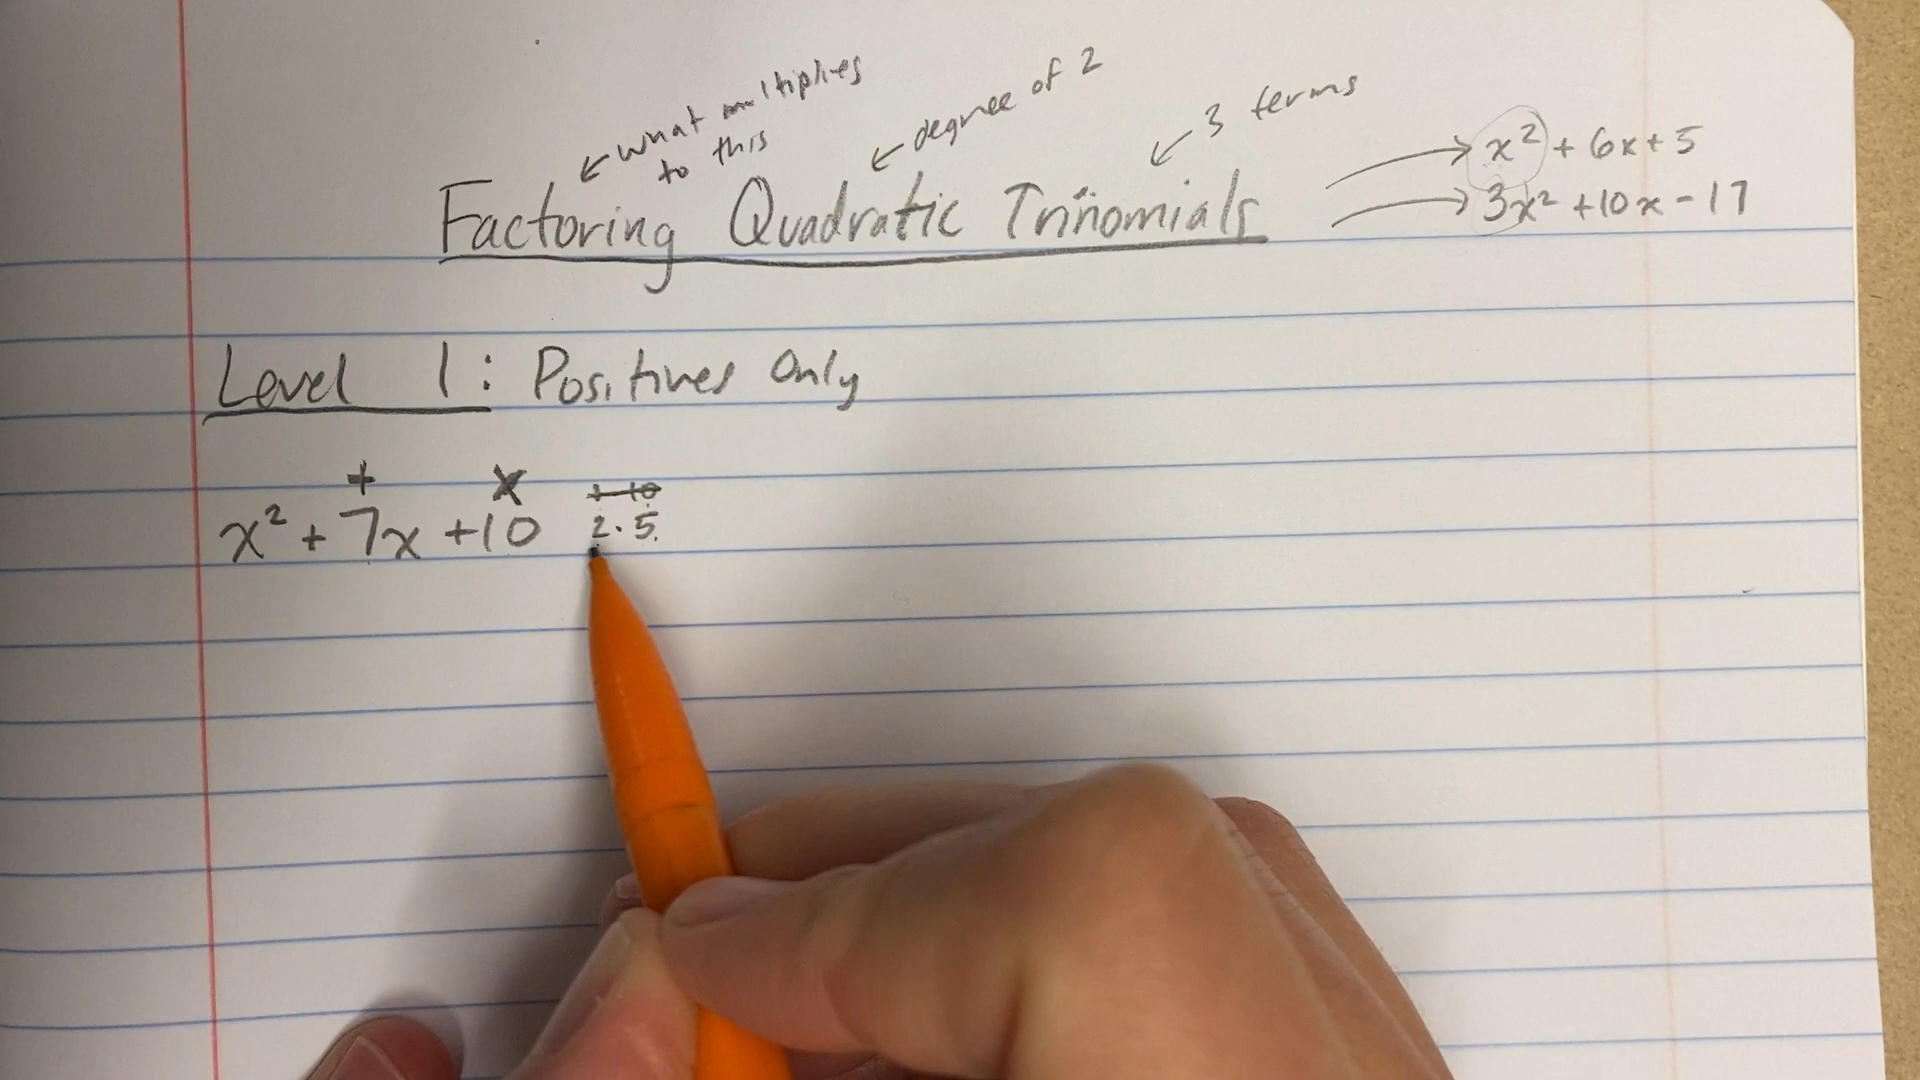 what multiplies
to this
degree of 2
3 terms
Factoring Quadratic Trinomials
x² + 6x + 5
3x² + 10x - 17
Level 1: Positives Only
+ x
x² + 7x + 10
1 10
2 · 5